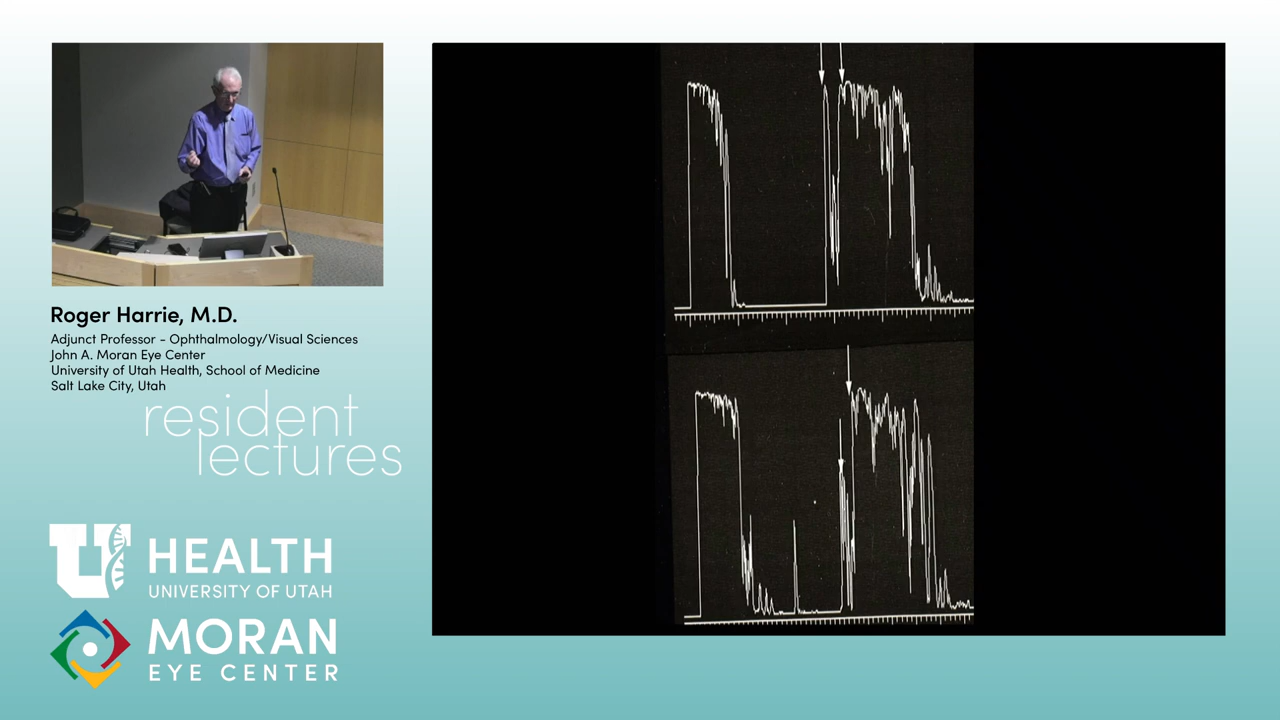 Roger Harrie, M.D.
Adjunct Professor - Ophthalmology/Visual Sciences
John A. Moran Eye Center
University of Utah Health, School of Medicine
Salt Lake City, Utah
resident
lectures
U HEALTH
UNIVERSITY OF UTAH
MORAN
EYE CENTER